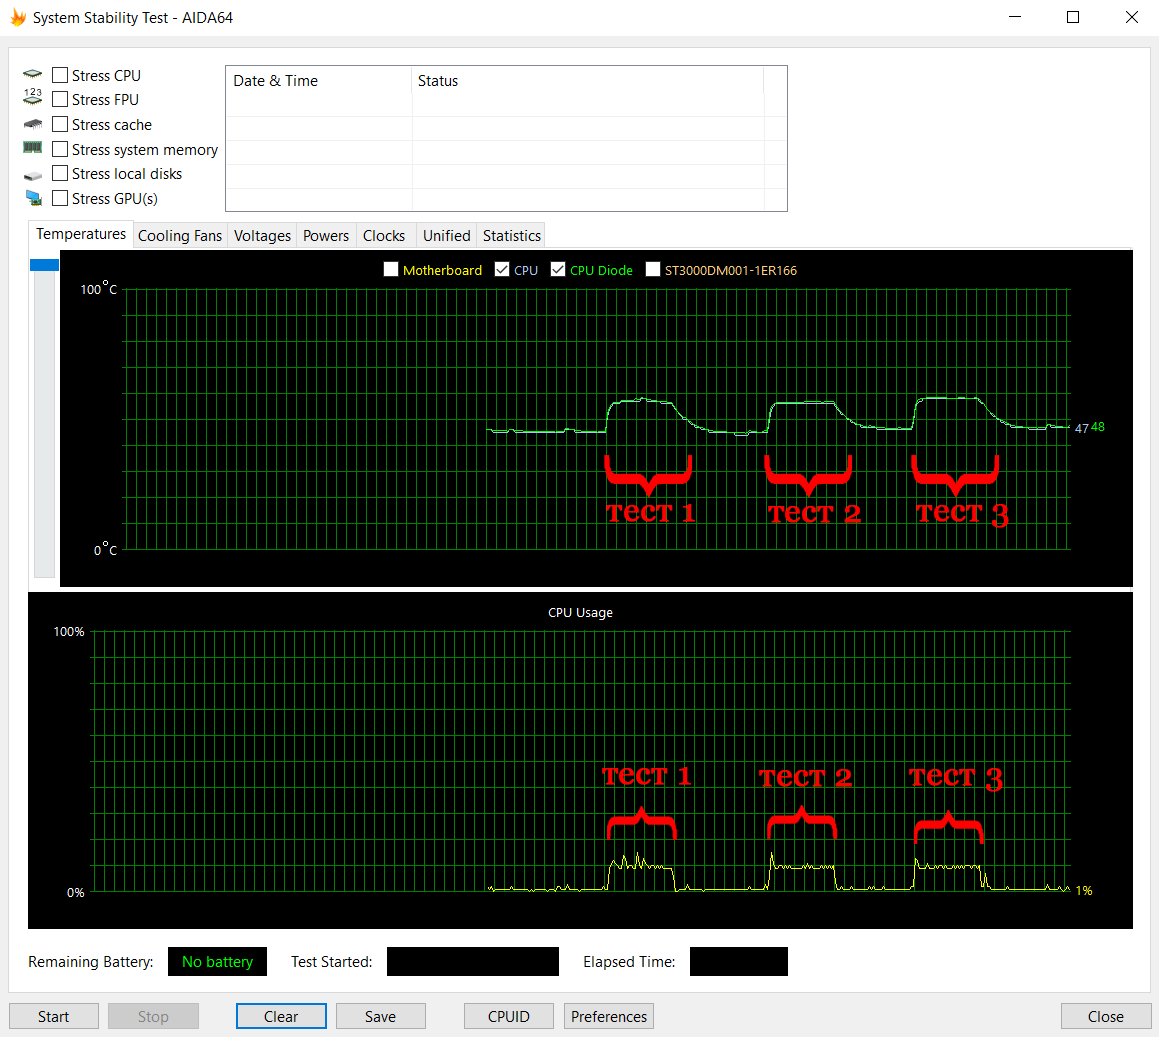 System Stability Test - AIDA64
Stress CPU
123
Stress FPU
Stress cache
Stress system memory
Stress local disks
Stress GPU(s)
Date & Time Status
Temperatures Cooling Fans Voltages Powers Clocks Unified Statistics
Motherboard CPU CPU Diode ST3000DM001-1ER166
100°C
47 48
тест 1 тест 2 тест 3
0°C
CPU Usage
100%
тест 1 тест 2 тест 3
0% 1%
Remaining Battery: No battery Test Started: Elapsed Time:
Start Stop Clear Save CPUID Preferences Close